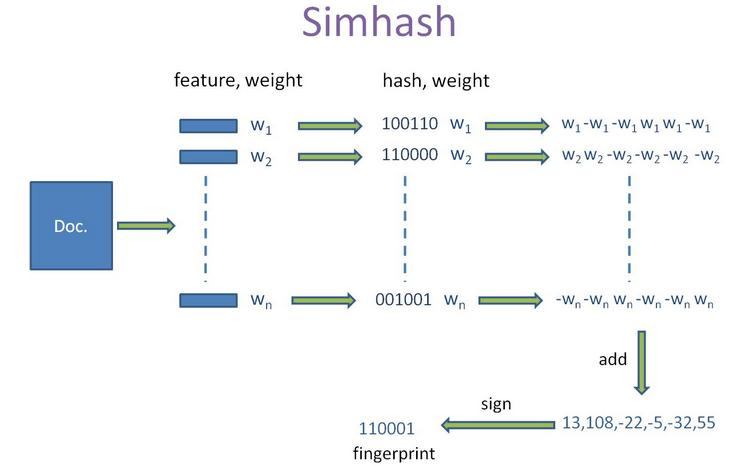 Simhash
feature, weight hash, weight
w1 100110 w1 w1 -w1 -w1 w1 w1 -w1
w2 110000 w2 w2 w2 -w2 -w2 -w2 -w2
Doc.
wn 001001 wn -wn -wn wn -wn -wn wn
add
sign
110001 13,108,-22,-5,-32,55
fingerprint